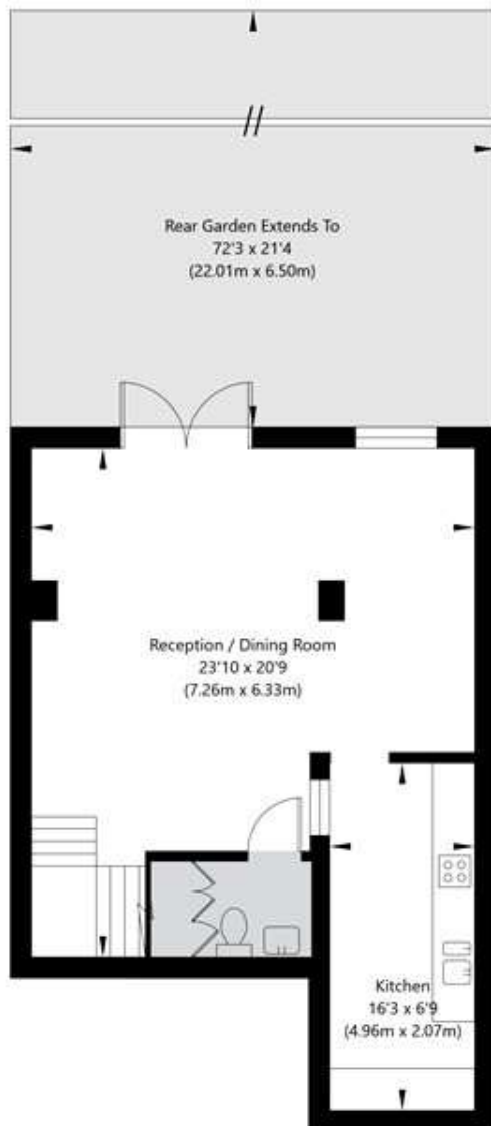 Rear Garden Extends To
72'3 x 21'4
(22.01m x 6.50m)
Reception / Dining Room
23'10 x 20'9
(7.26m x 6.33m)
Kitchen
16'3 x 6'9
(4.96m x 2.07m)